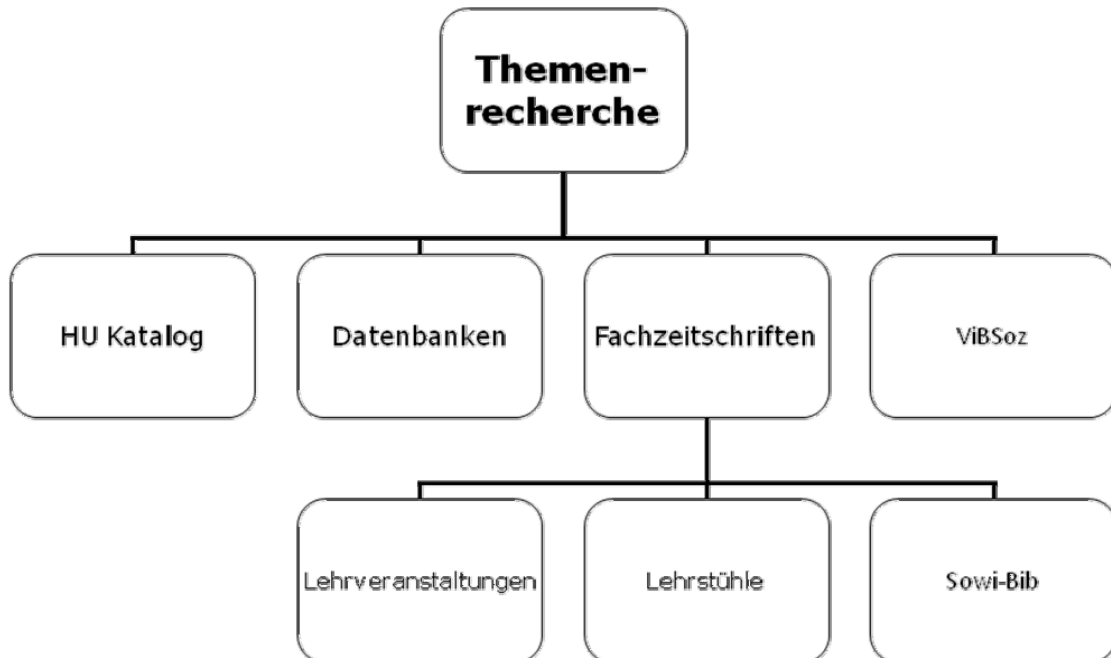 Themen-
recherche
HU Katalog
Datenbanken
Fachzeitschriften
ViBSoz
Lehrveranstaltungen
Lehrstühle
Sowi-Bib